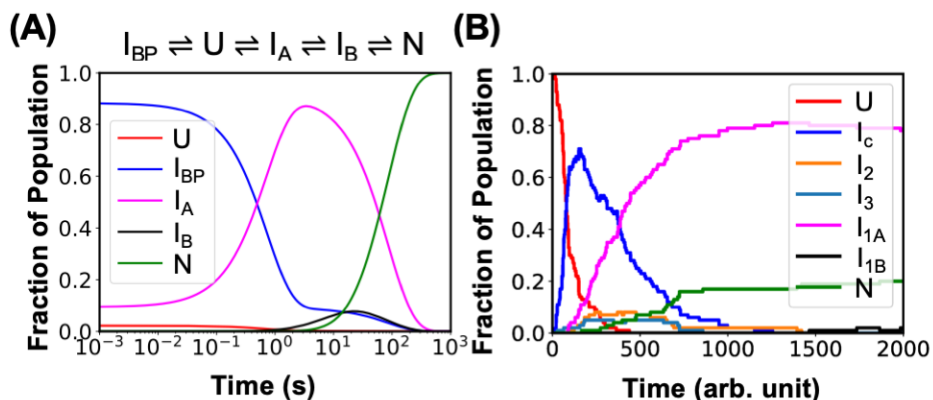 (A)
I_BP ⇌ U ⇌ I_A ⇌ I_B ⇌ N
Fraction of Population
1.0
0.8
0.6
0.4
0.2
0.0
U
I_BP
I_A
I_B
N
10^-3 10^-2 10^-1 10^0 10^1 10^2 10^3
Time (s)
(B)
Fraction of Population
1.0
0.8
0.6
0.4
0.2
0.0
U
I_c
I_2
I_3
I_1A
I_1B
N
0 500 1000 1500 2000
Time (arb. unit)